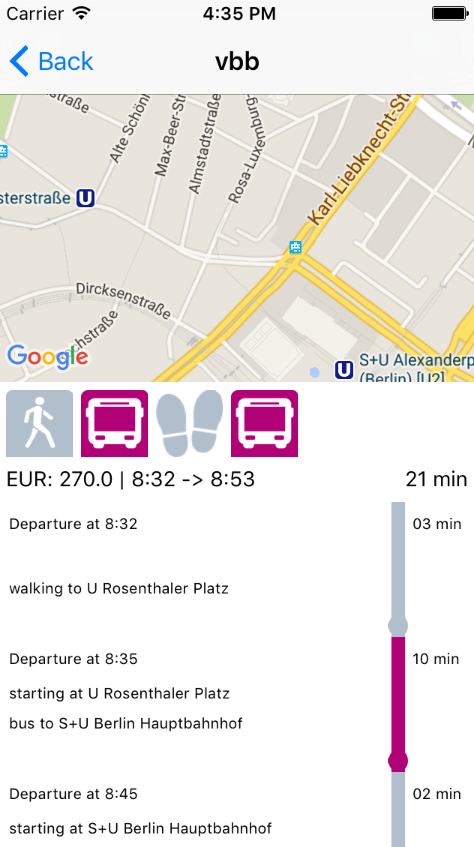 Carrier 4:35 PM
Back vbb
straße
Alte Schönh
Max-Beer-St
Almstadtstraße
Rosa-Luxemburg-
Karl-Liebknecht-St
sterstraße U
Dircksenstraße
chstraße
Google
U S+U Alexanderp
(Berlin) [U2]
EUR: 270.0 | 8:32 -> 8:53 21 min
Departure at 8:32 03 min
walking to U Rosenthaler Platz
Departure at 8:35 10 min
starting at U Rosenthaler Platz
bus to S+U Berlin Hauptbahnhof
Departure at 8:45 02 min
starting at S+U Berlin Hauptbahnhof